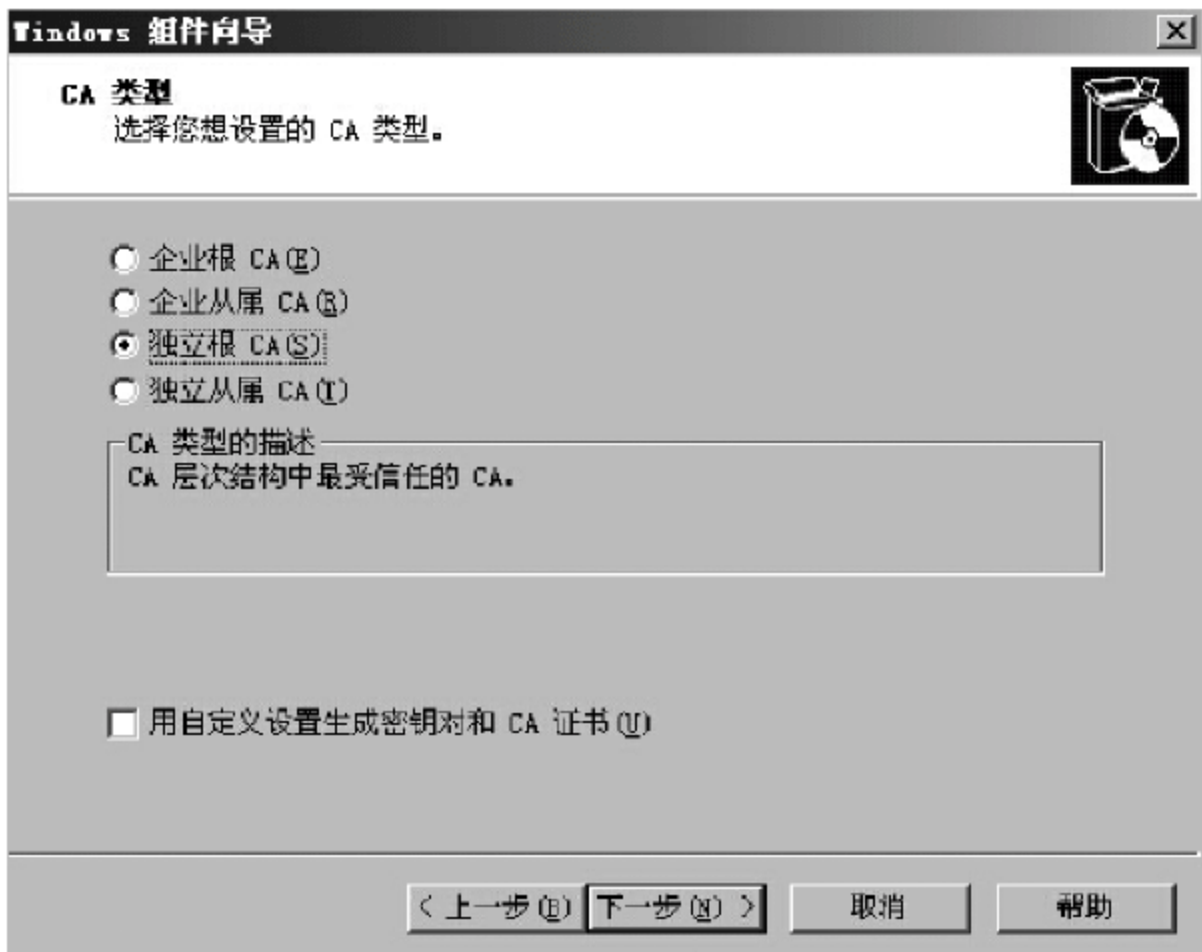 Windows 组件向导
CA 类型
选择您想设置的 CA 类型。
企业根 CA(E)
企业从属 CA(R)
独立根 CA(S)
独立从属 CA(T)
CA 类型的描述
CA 层次结构中最受信任的 CA。
用自定义设置生成密钥对和 CA 证书(U)
< 上一步(B) 下一步(N) > 取消 帮助